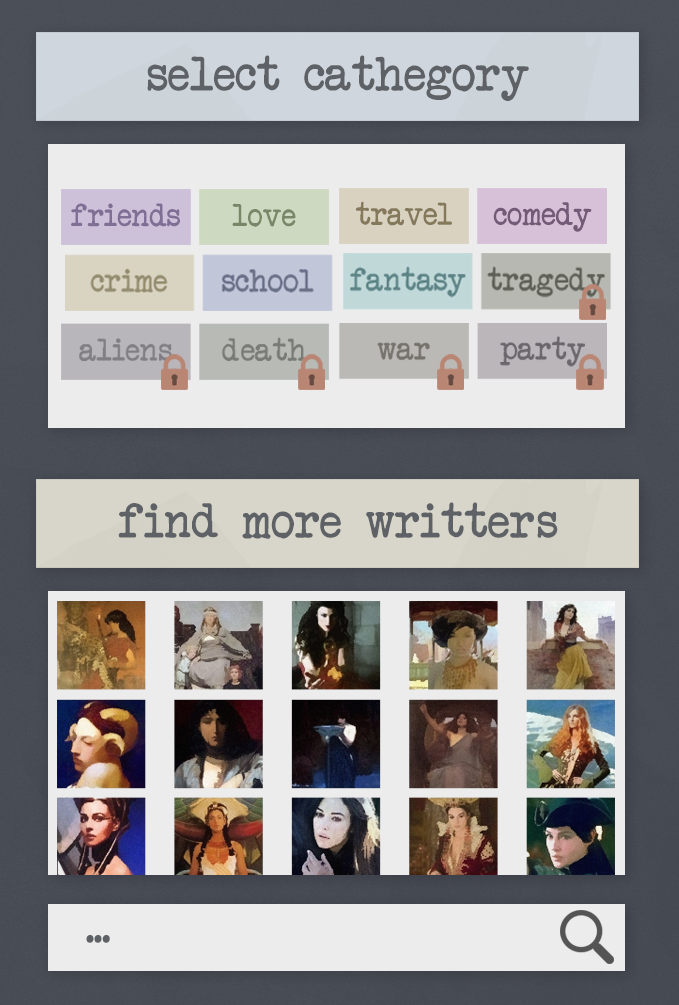 select cathegory
friends love travel comedy
crime school fantasy tragedy
aliens death war party
find more writters
...